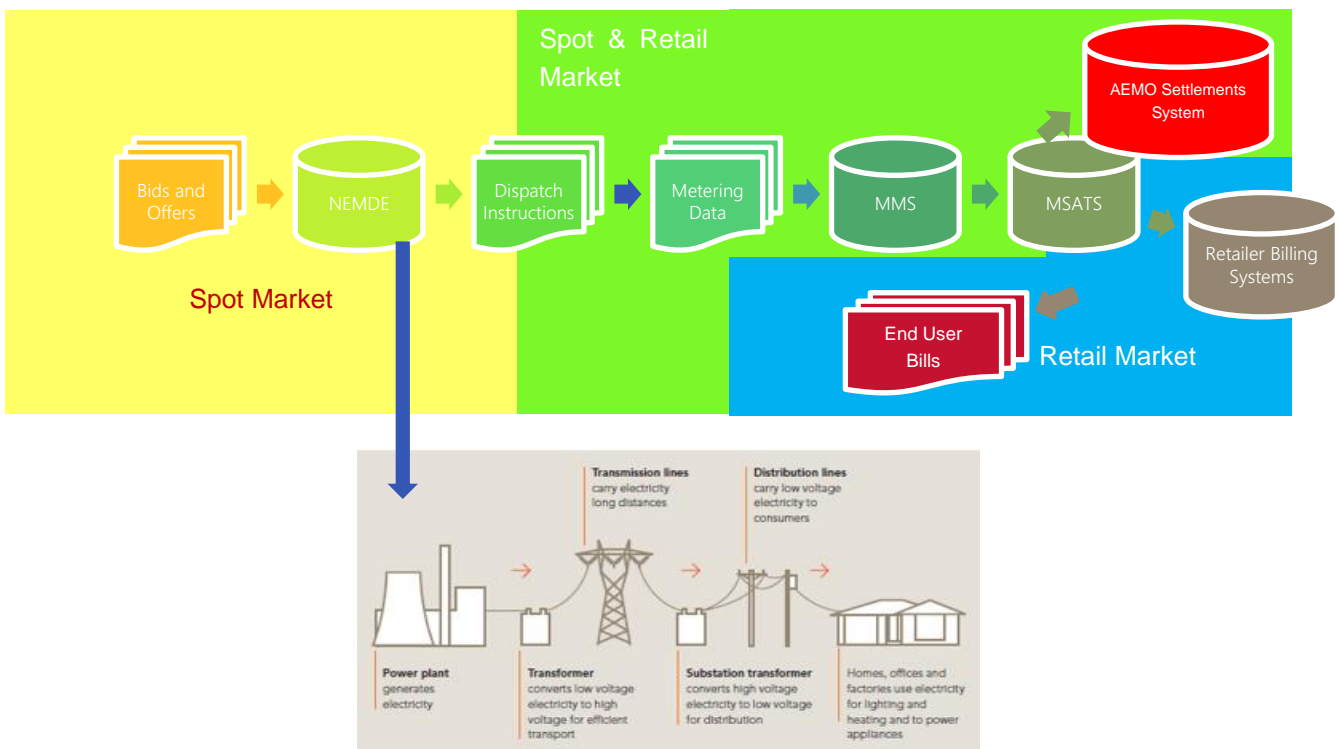 Spot & Retail
Market
AEMO Settlements
System
Bids and
Offers
NEMDE
Dispatch
Instructions
Metering
Data
MMS
MSATS
Retailer Billing
Systems
Spot Market
End User
Bills
Retail Market
Transmission lines
carry electricity
long distances
Distribution lines
carry low voltage
electricity to
consumers
Power plant
generates
electricity
Transformer
converts low voltage
electricity to high
voltage for efficient
transport
Substation transformer
converts high voltage
electricity to low voltage
for distribution
Homes, offices and
factories use electricity
for lighting and
heating and to power
appliances